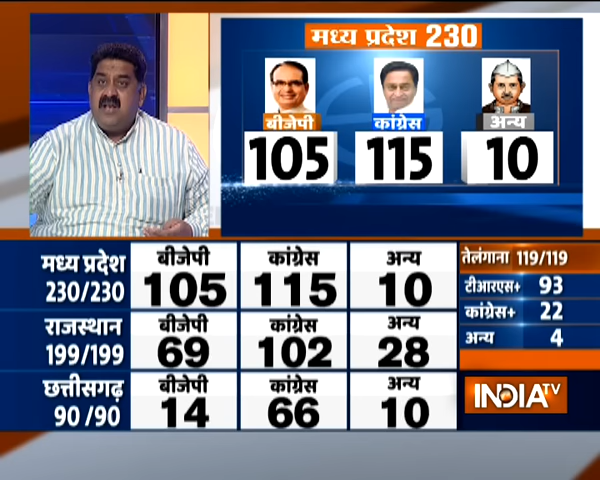 मध्य प्रदेश 230
बीजेपी कांग्रेस अन्य
105 115 10
मध्य प्रदेश
230/230
बीजेपी कांग्रेस अन्य
105 115 10
राजस्थान
199/199
बीजेपी कांग्रेस अन्य
69 102 28
छत्तीसगढ़
90/90
बीजेपी कांग्रेस अन्य
14 66 10
तेलंगाना 119/119
टीआरएस+ 93
कांग्रेस+ 22
अन्य 4
INDIA TV